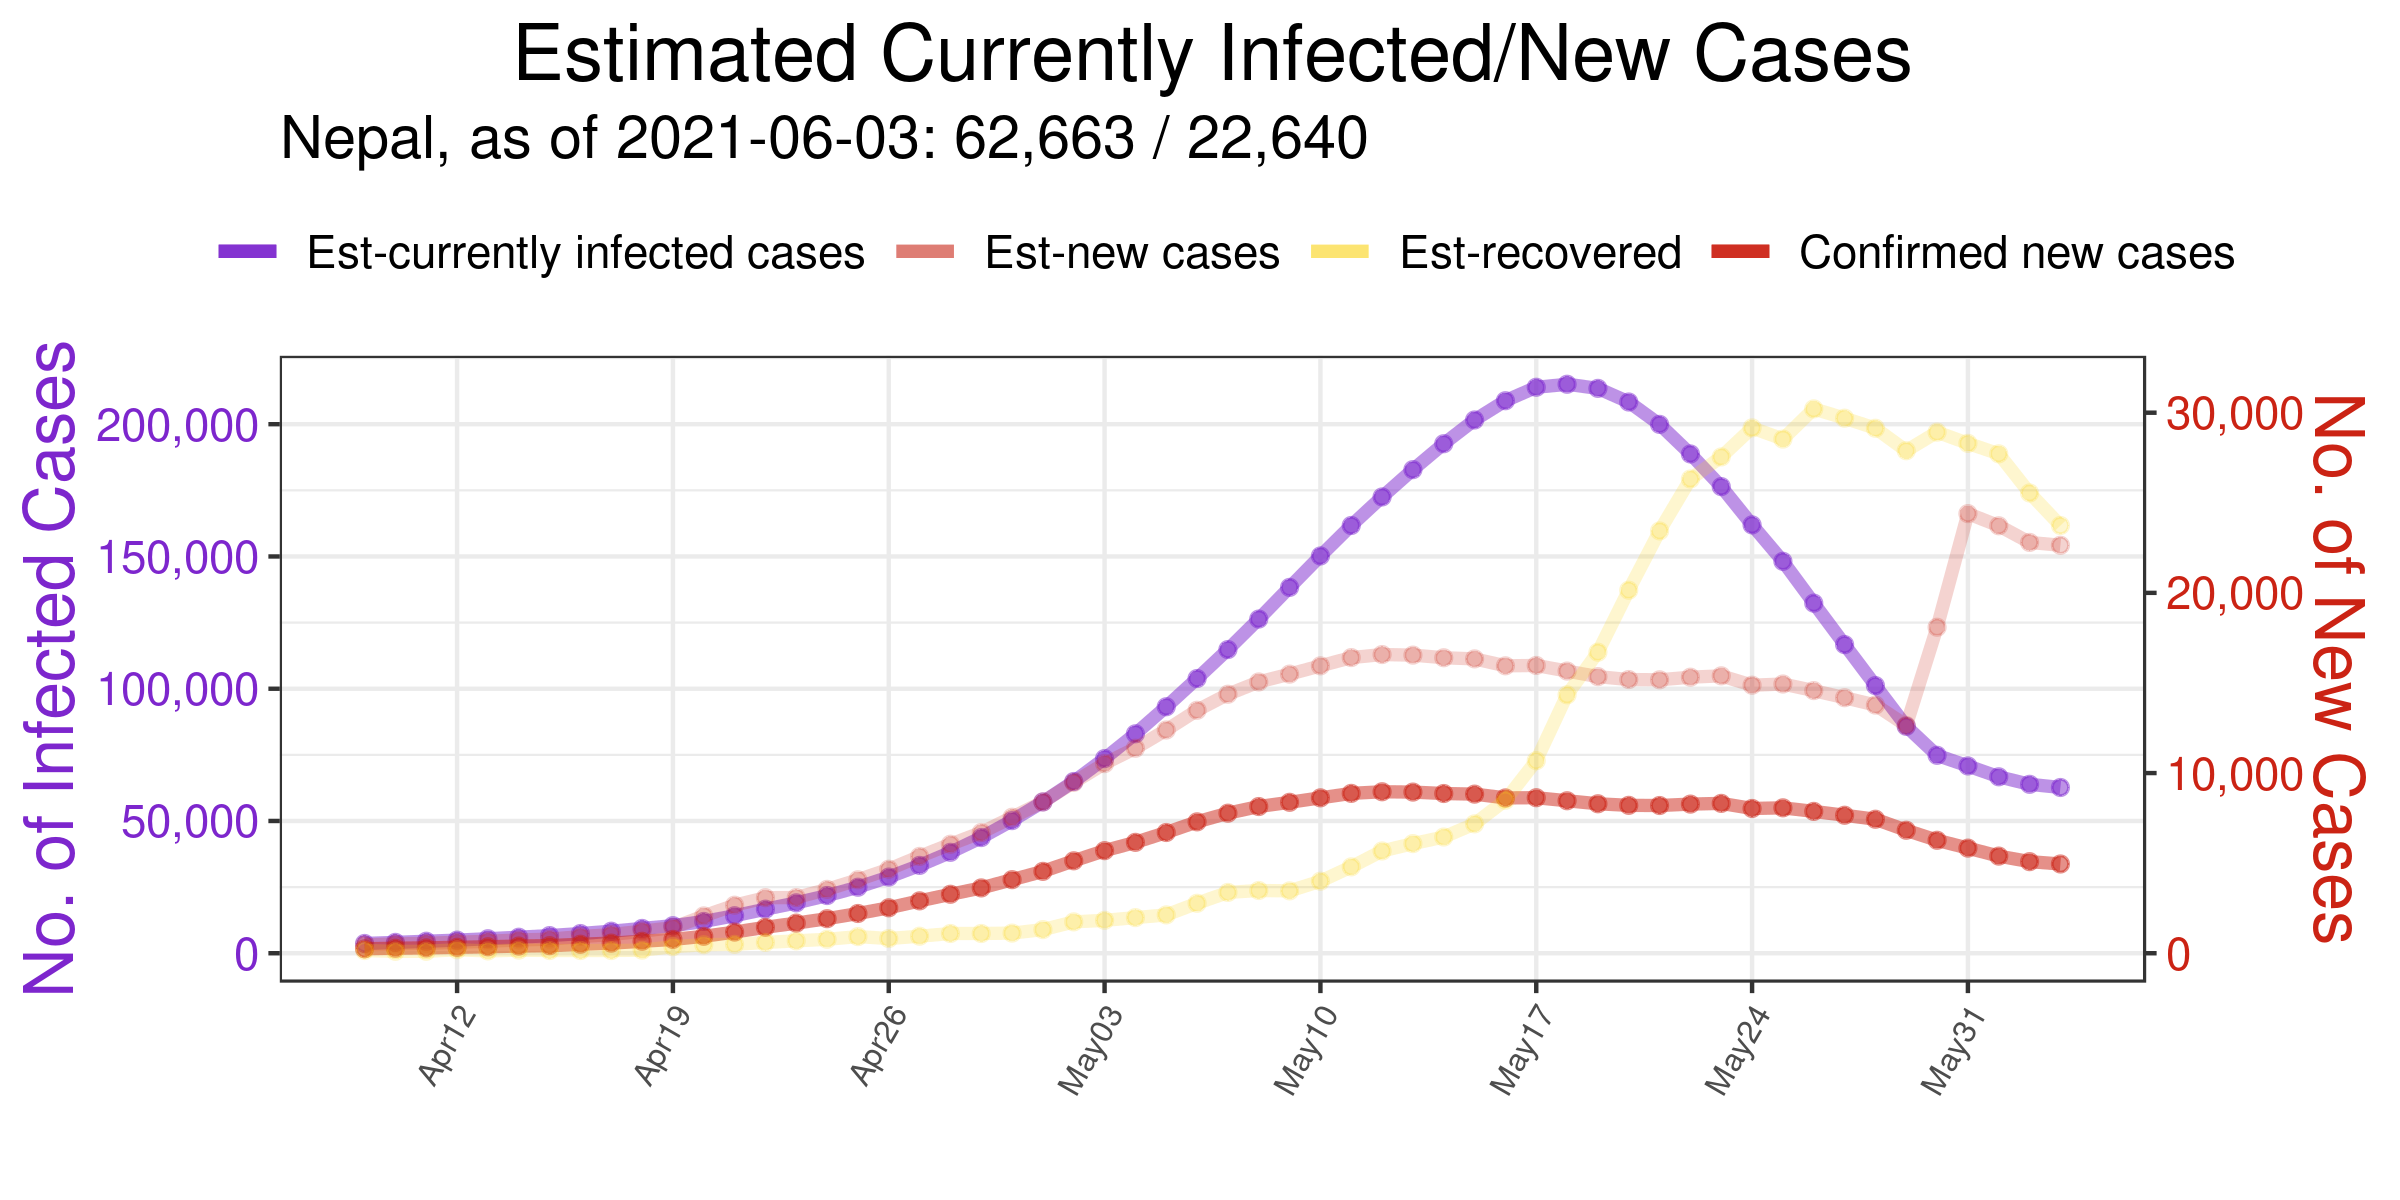 Estimated Currently Infected/New Cases
Nepal, as of 2021-06-03: 62,663 / 22,640
Est-currently infected cases Est-new cases Est-recovered Confirmed new cases
No. of Infected Cases
200,000
150,000
100,000
50,000
0
30,000
20,000
10,000
0
No. of New Cases
Apr12 Apr19 Apr26 May03 May10 May17 May24 May31